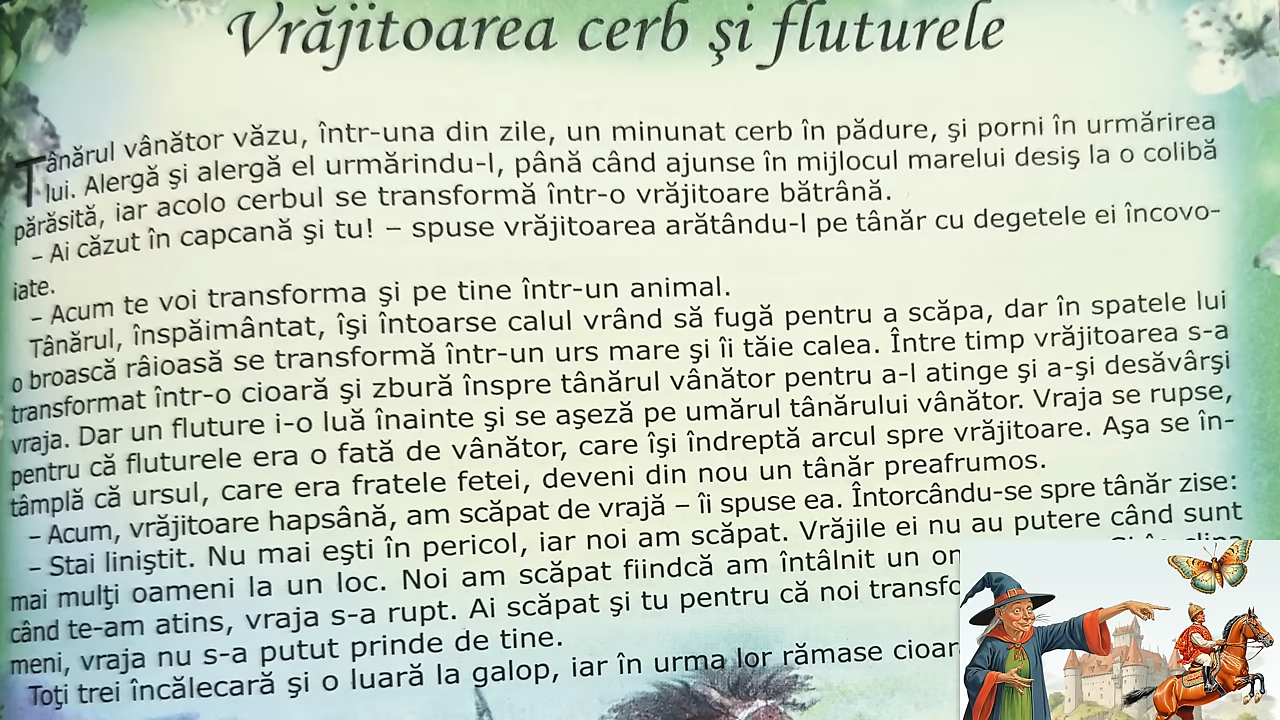 Vrăjitoarea cerb şi fluturele
Tânărul vânător văzu, într-una din zile, un minunat cerb în pădure, şi porni în urmărirea
lui. Alergă şi alergă el urmărindu-l, până când ajunse în mijlocul marelui desiş la o colibă
părăsită, iar acolo cerbul se transformă într-o vrăjitoare bătrână.
– Ai căzut în capcană şi tu! – spuse vrăjitoarea arătându-l pe tânăr cu degetele ei încovo-
iate.
– Acum te voi transforma şi pe tine într-un animal.
Tânărul, înspăimântat, îşi întoarse calul vrând să fugă pentru a scăpa, dar în spatele lui
o broască râioasă se transformă într-un urs mare şi îi tăie calea. Între timp vrăjitoarea s-a
transformat într-o cioară şi zbură înspre tânărul vânător pentru a-l atinge şi a-şi desăvârşi
vraja. Dar un fluture i-o luă înainte şi se aşeză pe umărul tânărului vânător. Vraja se rupse,
pentru că fluturele era o fată de vânător, care îşi îndreptă arcul spre vrăjitoare. Aşa se în-
tâmplă că ursul, care era fratele fetei, deveni din nou un tânăr preafrumos.
– Acum, vrăjitoare hapsână, am scăpat de vrajă – îi spuse ea. Întorcându-se spre tânăr zise:
– Stai liniştit. Nu mai eşti în pericol, iar noi am scăpat. Vrăjile ei nu au putere când sunt
mai mulţi oameni la un loc. Noi am scăpat fiindcă am întâlnit un
când te-am atins, vraja s-a rupt. Ai scăpat şi tu pentru că noi
meni, vraja nu s-a putut prinde de tine.
Toţi trei încălecară şi o luară la galop, iar în urma lor rămase